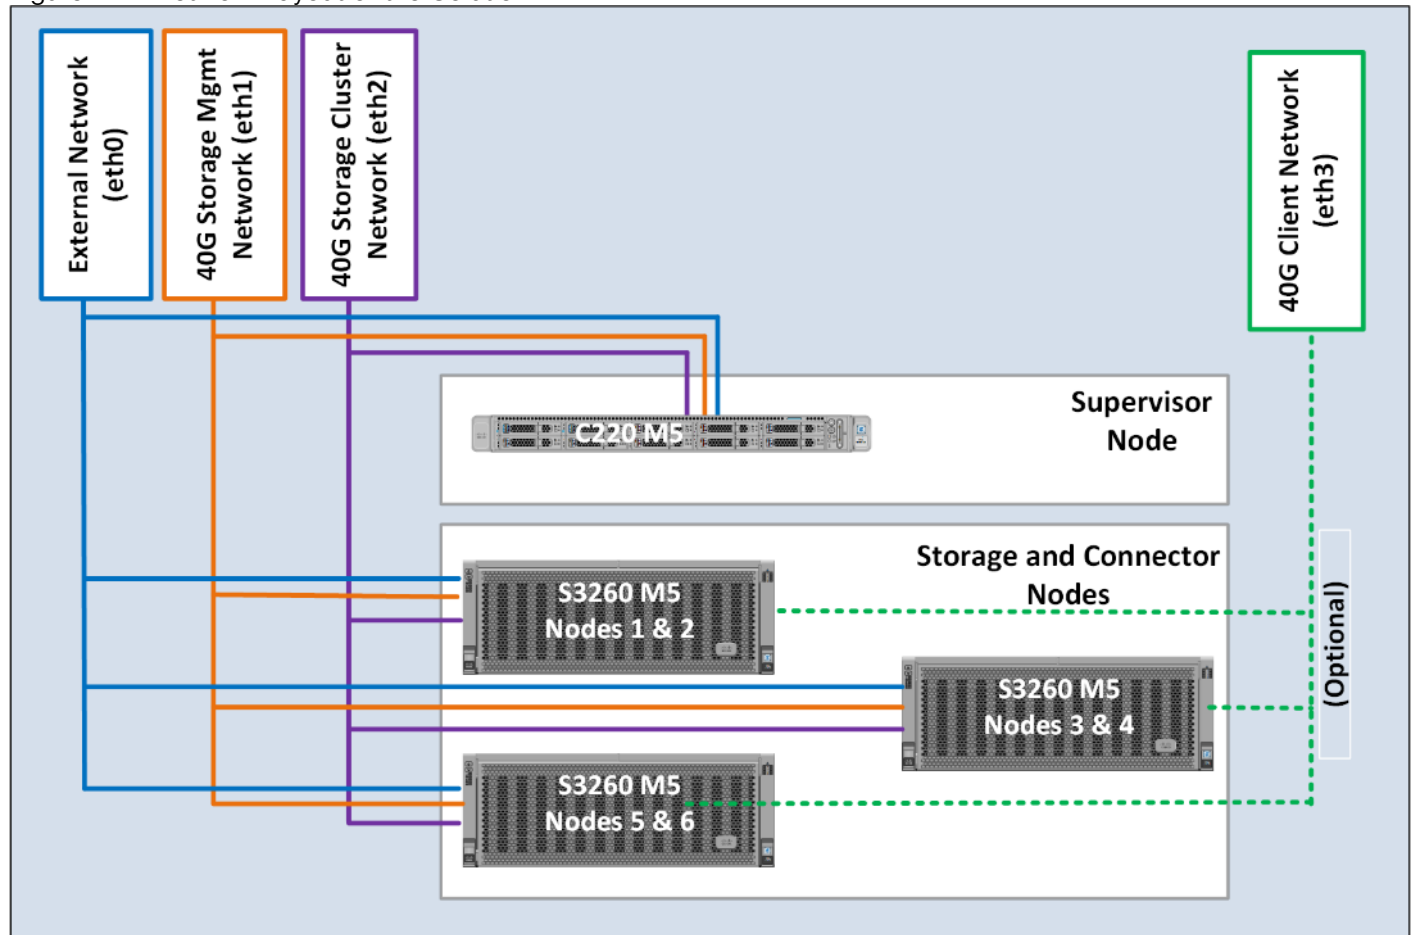 External Network
(eth0)
40G Storage Mgmt
Network (eth1)
40G Storage Cluster
Network (eth2)
40G Client Network
(eth3)
Supervisor
Node
C220 M5
Storage and Connector
Nodes
S3260 M5
Nodes 1 & 2
S3260 M5
Nodes 3 & 4
(Optional)
S3260 M5
Nodes 5 & 6